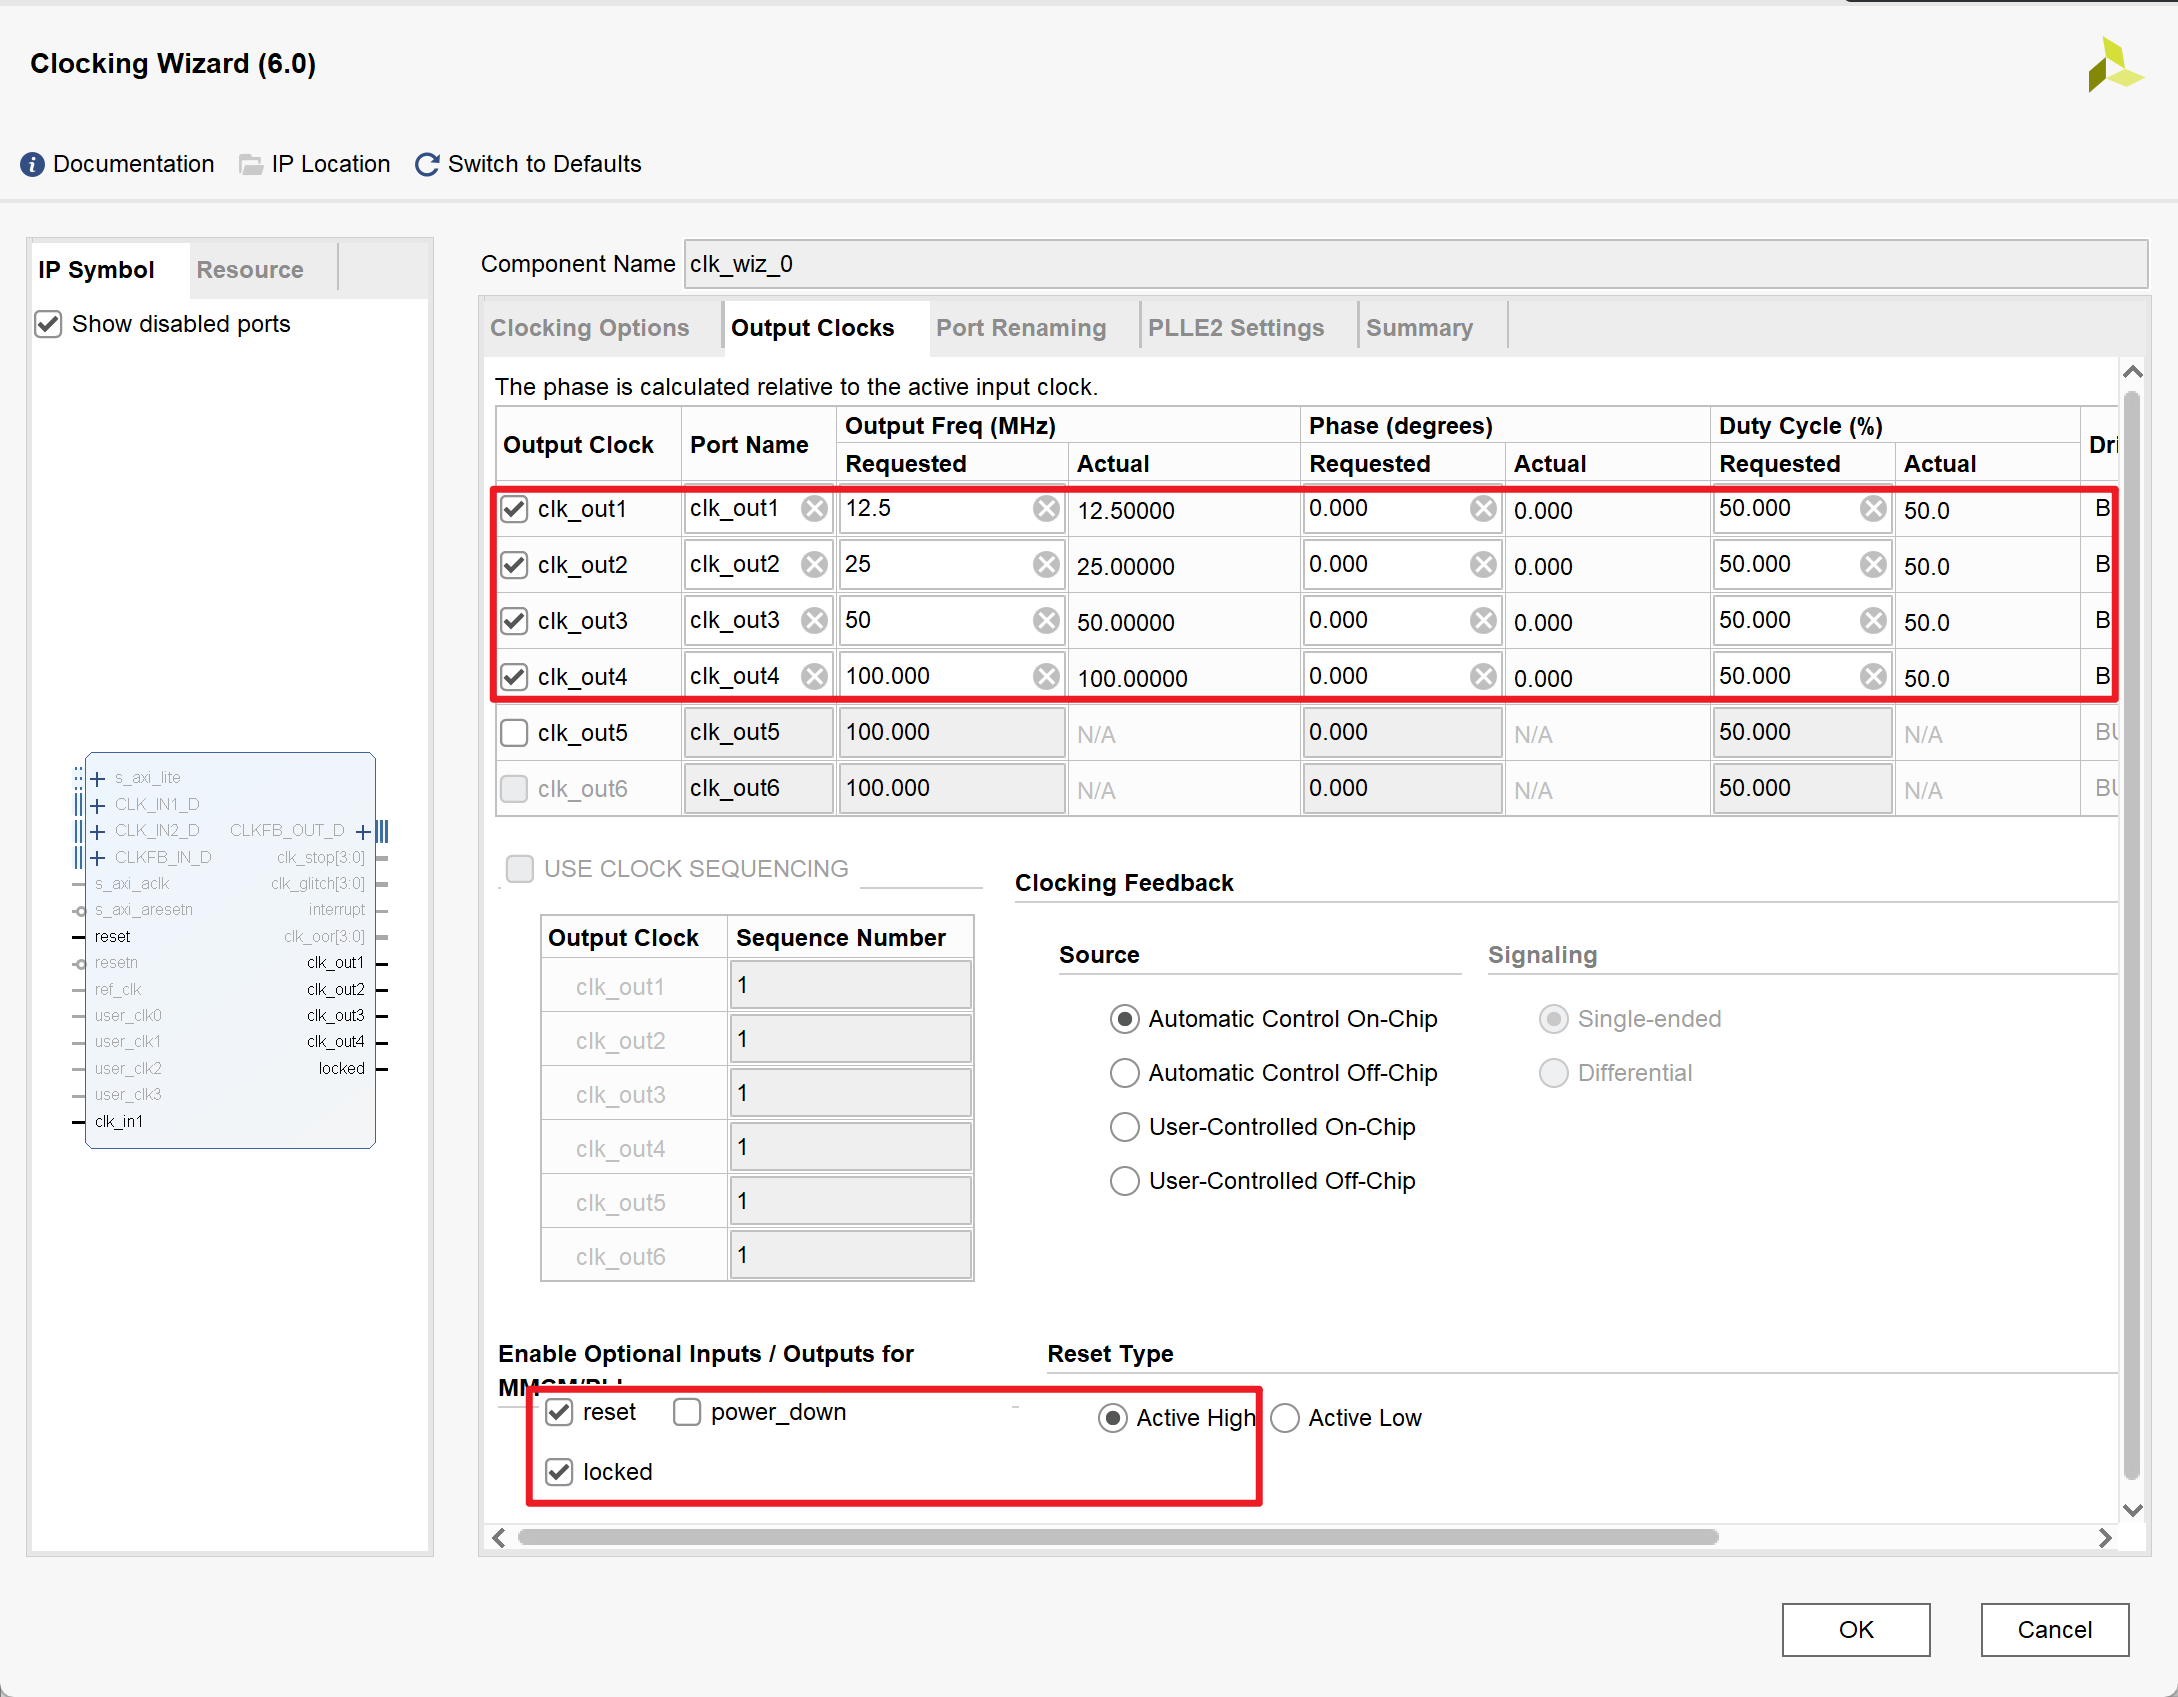 Clocking Wizard (6.0)
Documentation IP Location Switch to Defaults
IP Symbol Resource
Show disabled ports
s_axi_lite
CLK_IN1_D
CLK_IN2_D CLKFB_OUT_D
CLKFB_IN_D clk_stop[3:0]
s_axi_aclk clk_glitch[3:0]
s_axi_aresetn interrupt
reset clk_oor[3:0]
resetn clk_out1
ref_clk clk_out2
user_clk0 clk_out3
user_clk1 clk_out4
user_clk2 locked
user_clk3
clk_in1
Component Name clk_wiz_0
Clocking Options Output Clocks Port Renaming PLLE2 Settings Summary
The phase is calculated relative to the active input clock.
Output Clock Port Name Output Freq (MHz) Phase (degrees) Duty Cycle (%)
Requested Actual Requested Actual Requested Actual
clk_out1 clk_out1 12.5 12.50000 0.000 0.000 50.000 50.0 B
clk_out2 clk_out2 25 25.00000 0.000 0.000 50.000 50.0 B
clk_out3 clk_out3 50 50.00000 0.000 0.000 50.000 50.0 B
clk_out4 clk_out4 100.000 100.00000 0.000 0.000 50.000 50.0 B
clk_out5 clk_out5 100.000 N/A 0.000 N/A 50.000 N/A
clk_out6 clk_out6 100.000 N/A 0.000 N/A 50.000 N/A
USE CLOCK SEQUENCING
Output Clock Sequence Number
clk_out1 1
clk_out2 1
clk_out3 1
clk_out4 1
clk_out5 1
clk_out6 1
Clocking Feedback
Source Signaling
Automatic Control On-Chip Single-ended
Automatic Control Off-Chip Differential
User-Controlled On-Chip
User-Controlled Off-Chip
Enable Optional Inputs / Outputs for
reset power_down
locked
Reset Type
Active High Active Low
OK Cancel